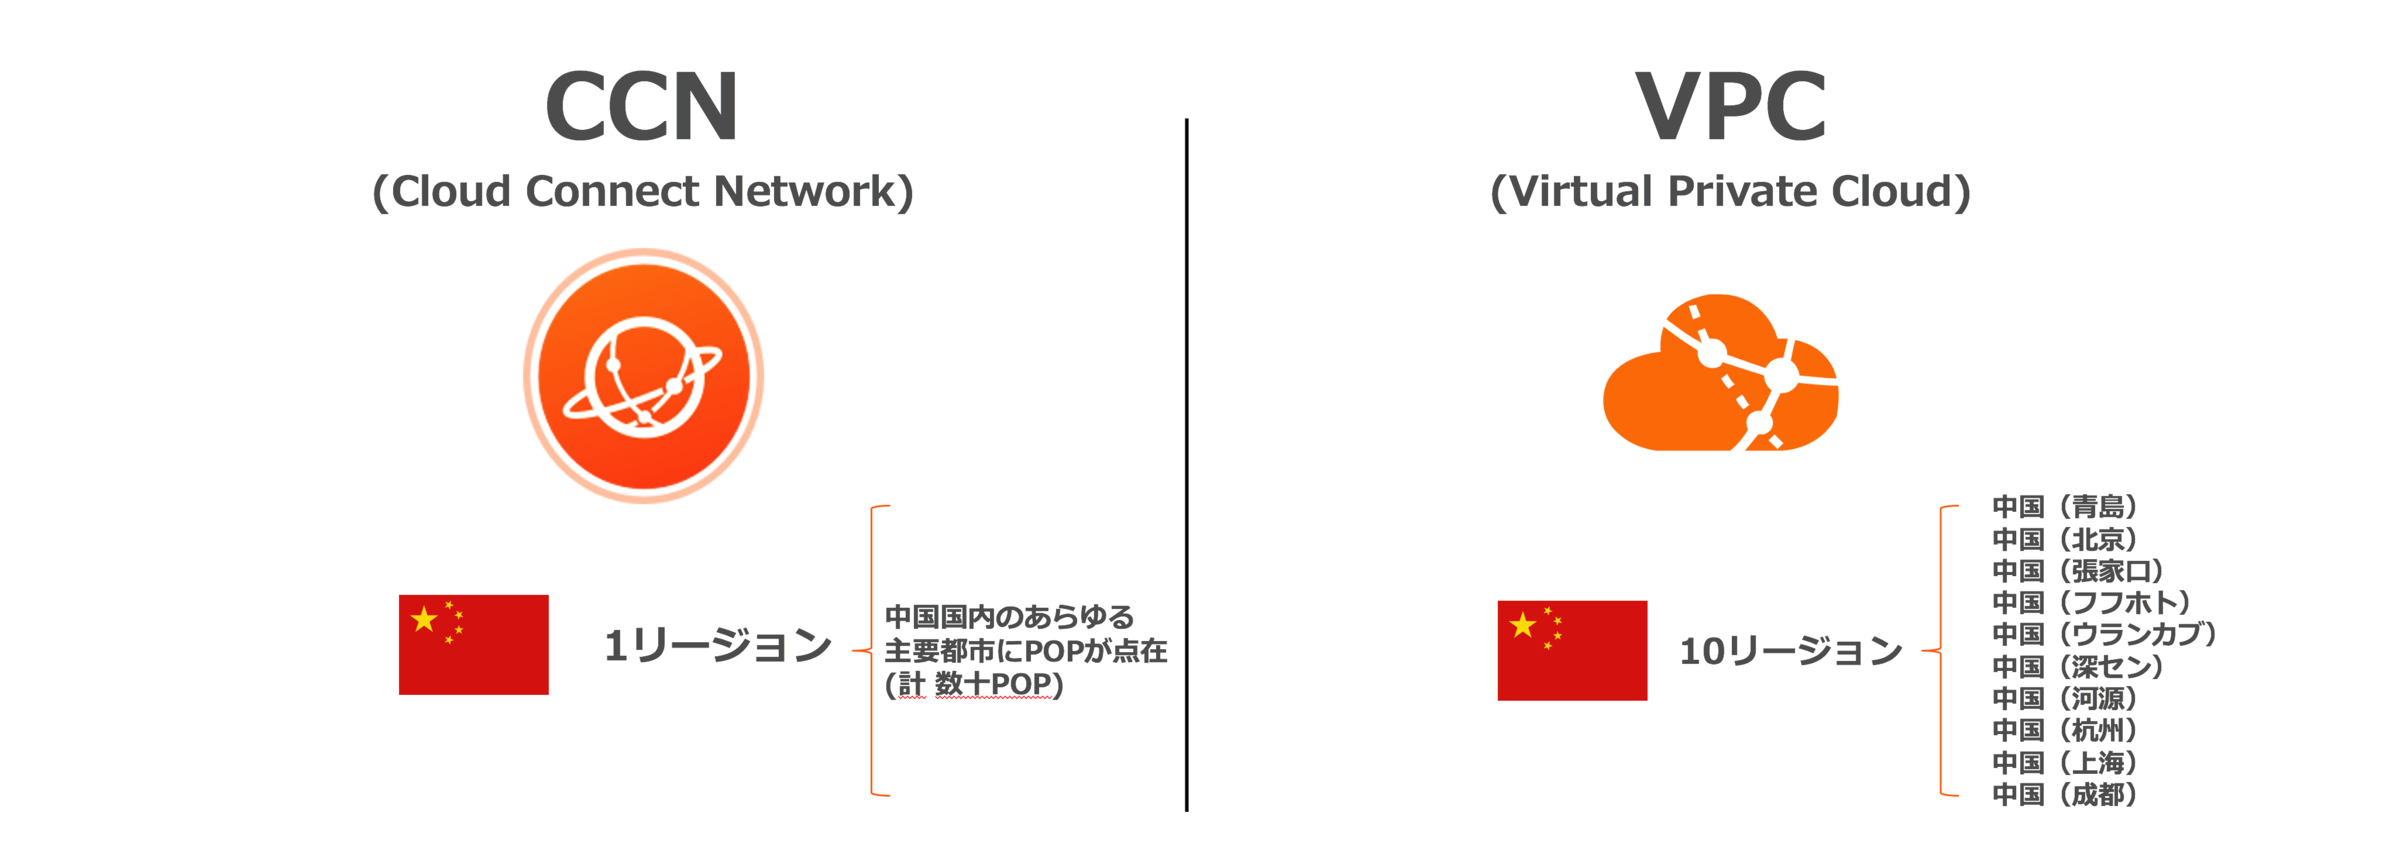 CCN
(Cloud Connect Network)
1リージョン
中国国内のあらゆる
主要都市にPOPが点在
(計 数十POP)
VPC
(Virtual Private Cloud)
10リージョン
中国（青島）
中国（北京）
中国（張家口）
中国（フフホト）
中国（ウランカブ）
中国（深セン）
中国（河源）
中国（杭州）
中国（上海）
中国（成都）